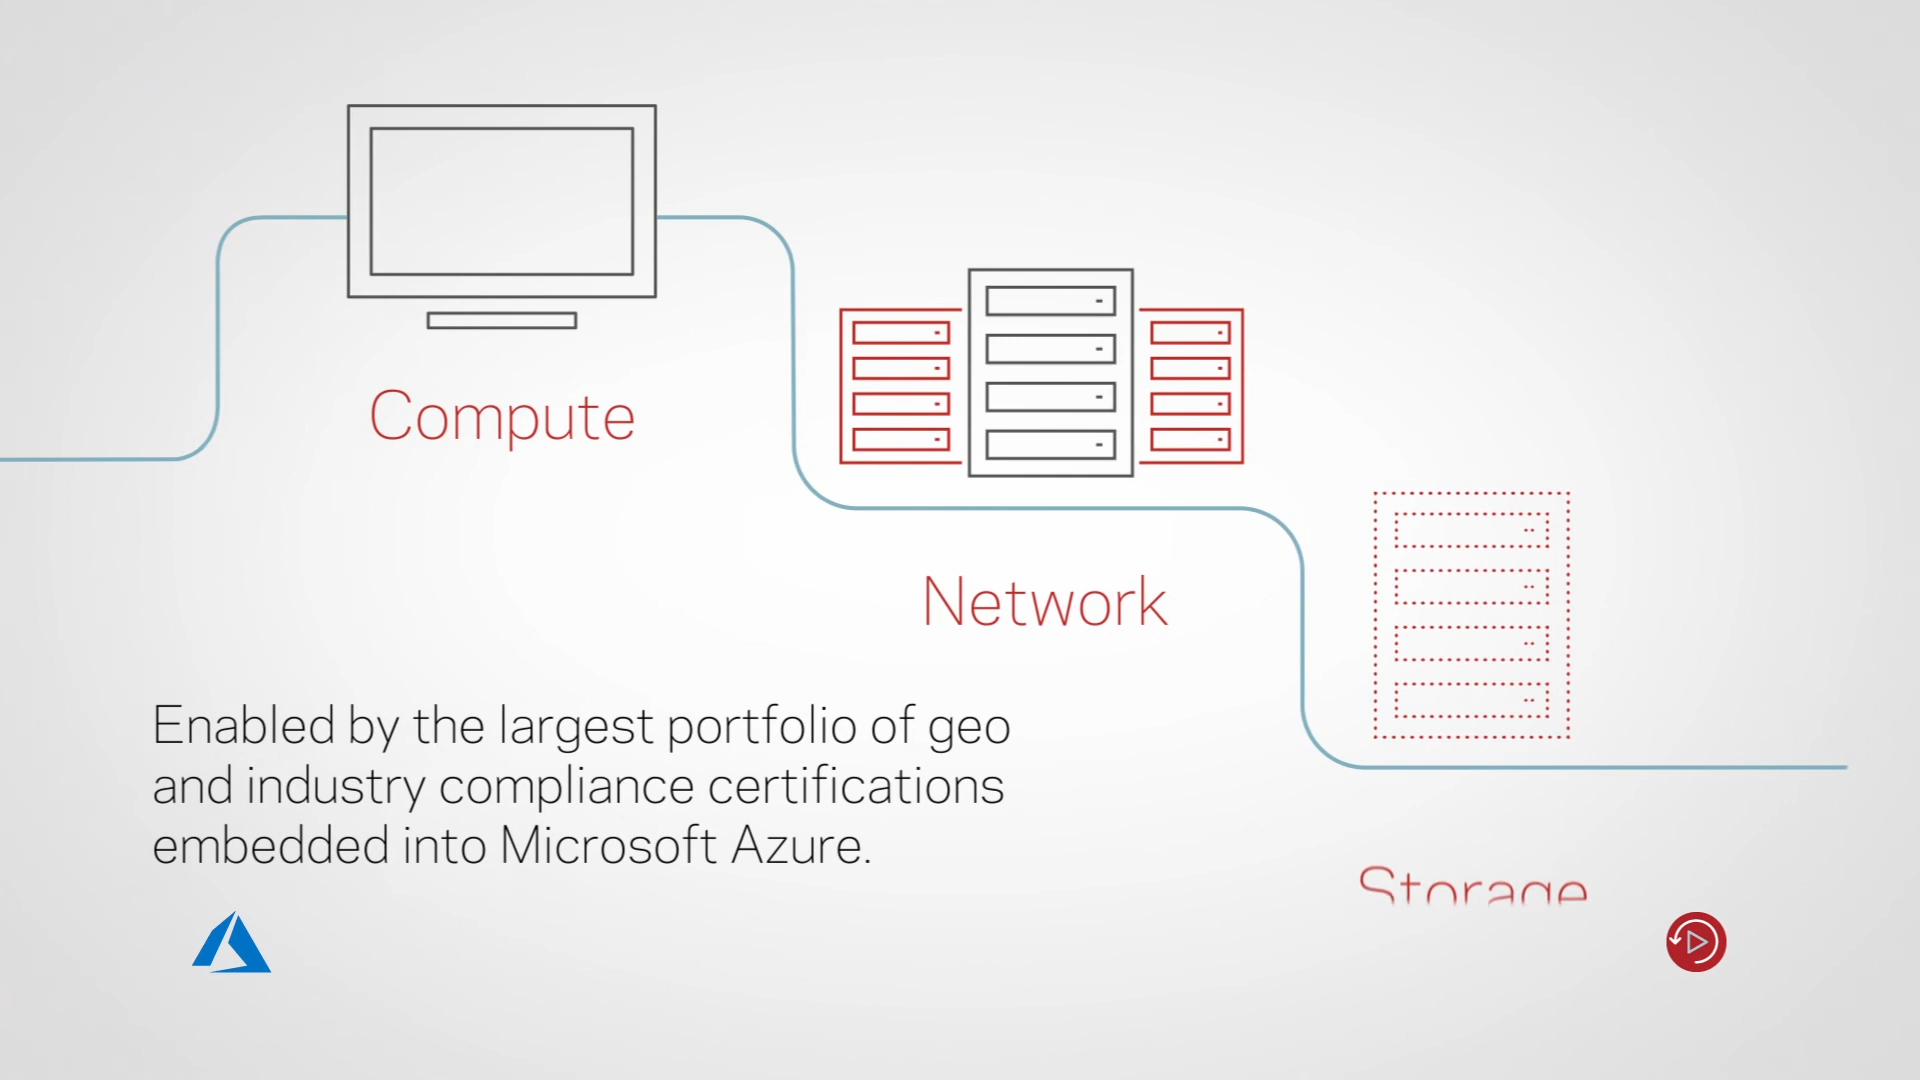 Compute
Network
Enabled by the largest portfolio of geo
and industry compliance certifications
embedded into Microsoft Azure.
Storage